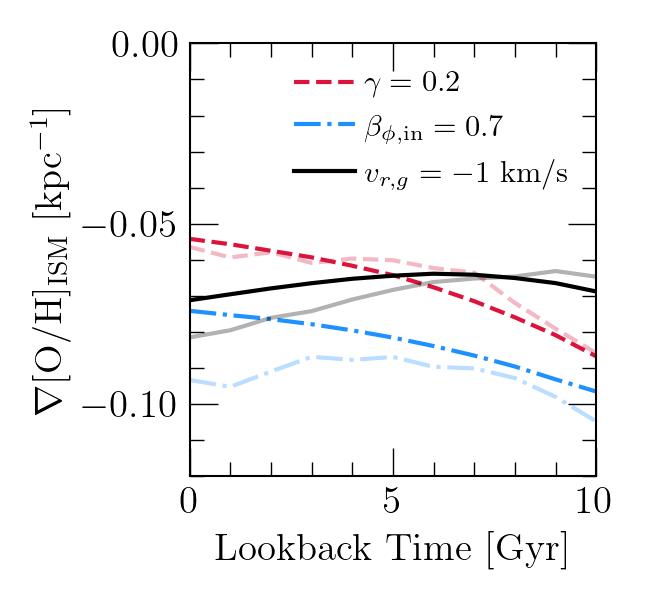 0.00
γ = 0.2
β_{ϕ,in} = 0.7
v_{r,g} = −1 km/s
−0.05
∇[O/H]_{ISM} [kpc^{−1}]
−0.10
0 5 10
Lookback Time [Gyr]